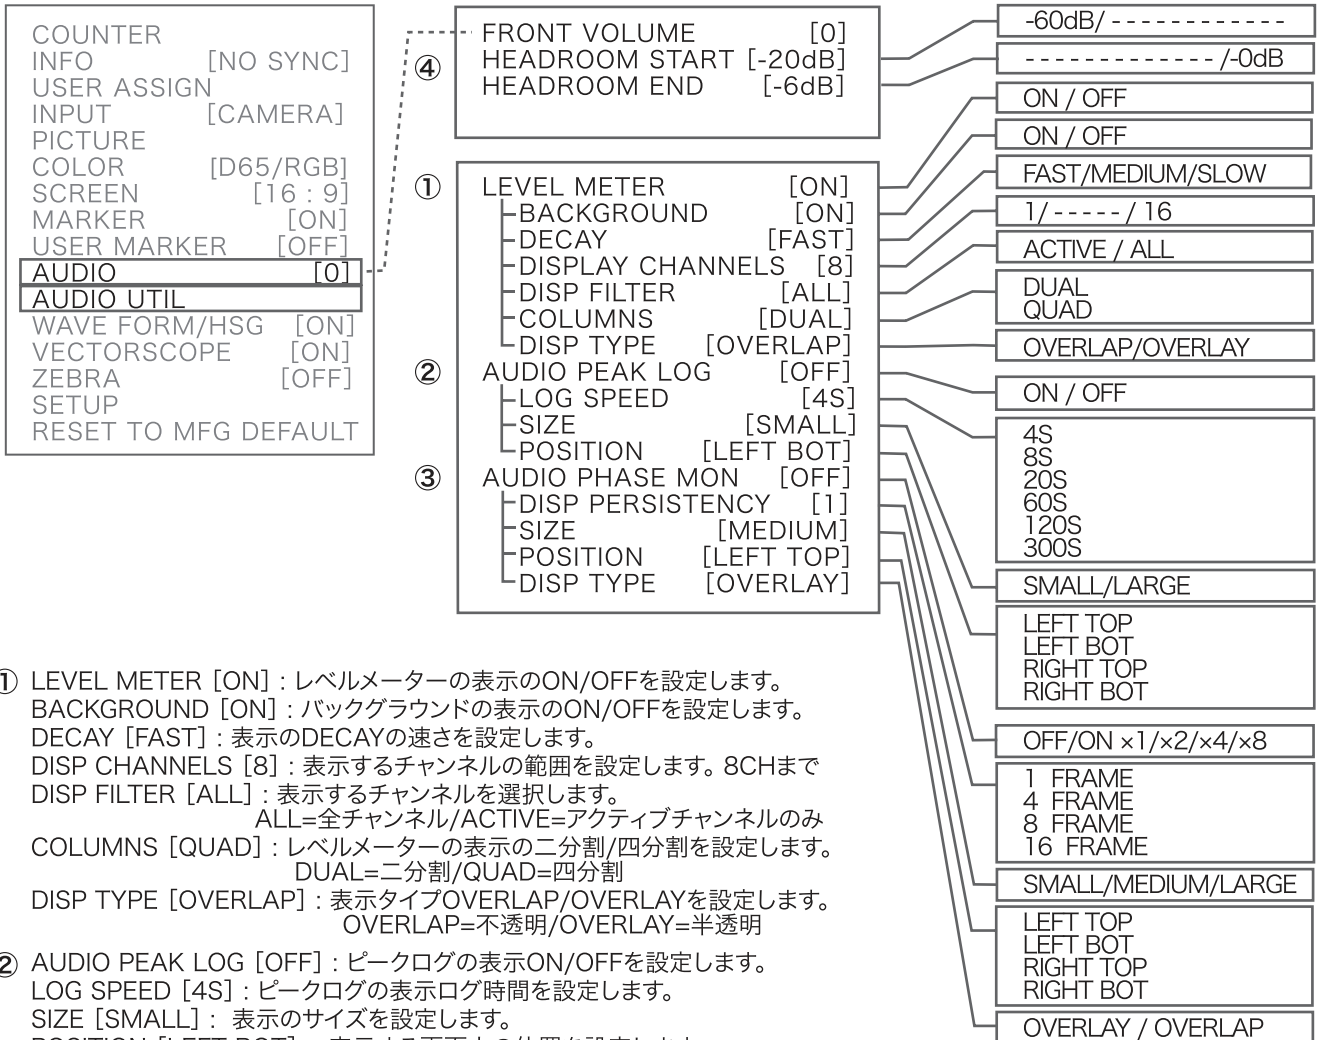 COUNTER
INFO [NO SYNC]
USER ASSIGN
INPUT [CAMERA]
PICTURE
COLOR [D65/RGB]
SCREEN [16 : 9]
MARKER [ON]
USER MARKER [OFF]
AUDIO [0]
AUDIO UTIL
WAVE FORM/HSG [ON]
VECTORSCOPE [ON]
ZEBRA [OFF]
SETUP
RESET TO MFG DEFAULT
④
FRONT VOLUME [0]
HEADROOM START [-20dB]
HEADROOM END [-6dB]
①
LEVEL METER [ON]
BACKGROUND [ON]
DECAY [FAST]
DISPLAY CHANNELS [8]
DISP FILTER [ALL]
COLUMNS [DUAL]
DISP TYPE [OVERLAP]
② AUDIO PEAK LOG [OFF]
LOG SPEED [4S]
SIZE [SMALL]
POSITION [LEFT BOT]
③ AUDIO PHASE MON [OFF]
DISP PERSISTENCY [1]
SIZE [MEDIUM]
POSITION [LEFT TOP]
DISP TYPE [OVERLAY]
-60dB/ - - - - - - - - - - - -
- - - - - - - - - - - - - /-0dB
ON / OFF
ON / OFF
FAST/MEDIUM/SLOW
1/ - - - - - / 16
ACTIVE / ALL
DUAL
QUAD
OVERLAP/OVERLAY
ON / OFF
4S
8S
20S
60S
120S
300S
SMALL/LARGE
LEFT TOP
LEFT BOT
RIGHT TOP
RIGHT BOT
OFF/ON ×1/×2/×4/×8
1 FRAME
4 FRAME
8 FRAME
16 FRAME
SMALL/MEDIUM/LARGE
LEFT TOP
LEFT BOT
RIGHT TOP
RIGHT BOT
OVERLAY / OVERLAP
① LEVEL METER [ON] : レベルメーターの表示のON/OFFを設定します。
BACKGROUND [ON] : バックグラウンドの表示のON/OFFを設定します。
DECAY [FAST] : 表示のDECAYの速さを設定します。
DISP CHANNELS [8] : 表示するチャンネルの範囲を設定します。8CHまで
DISP FILTER [ALL] : 表示するチャンネルを選択します。
ALL=全チャンネル/ACTIVE=アクティブチャンネルのみ
COLUMNS [QUAD] : レベルメーターの表示の二分割/四分割を設定します。
DUAL=二分割/QUAD=四分割
DISP TYPE [OVERLAP] : 表示タイプOVERLAP/OVERLAYを設定します。
OVERLAP=不透明/OVERLAY=半透明
② AUDIO PEAK LOG [OFF] : ピークログの表示ON/OFFを設定します。
LOG SPEED [4S] : ピークログの表示ログ時間を設定します。
SIZE [SMALL] : 表示のサイズを設定します。